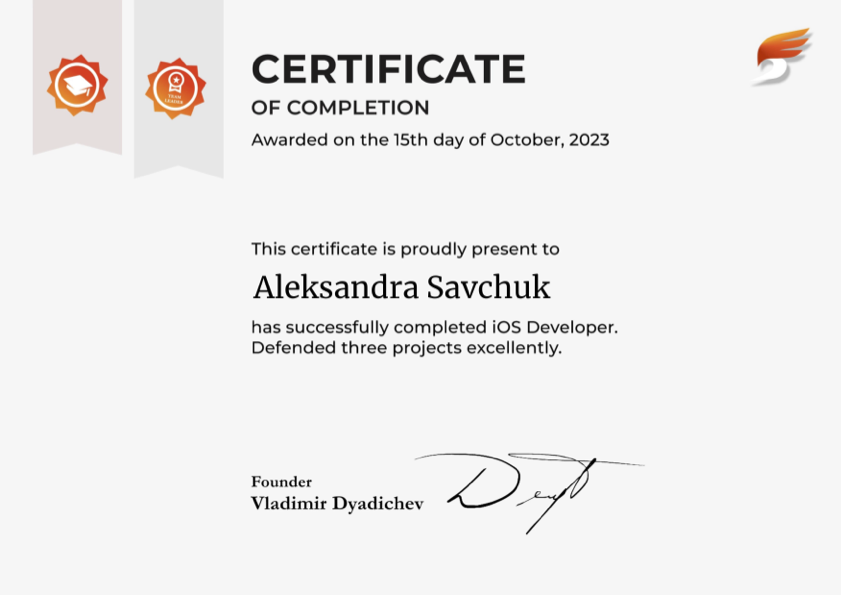 CERTIFICATE
OF COMPLETION
Awarded on the 15th day of October, 2023
TEAM
LEADER
This certificate is proudly present to
Aleksandra Savchuk
has successfully completed iOS Developer.
Defended three projects excellently.
Founder
Vladimir Dyadichev